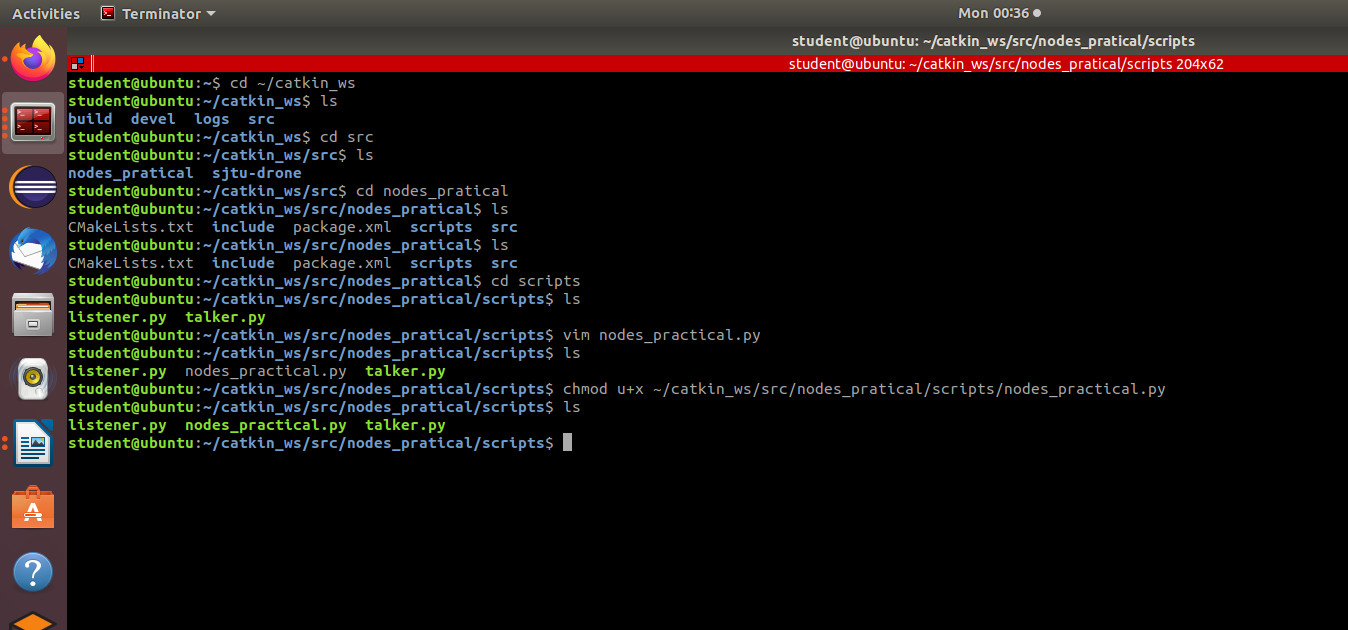 Activities Terminator Mon 00:36
student@ubuntu: ~/catkin_ws/src/nodes_pratical/scripts
student@ubuntu: ~/catkin_ws/src/nodes_pratical/scripts 204x62
student@ubuntu:~$ cd ~/catkin_ws
student@ubuntu:~/catkin_ws$ ls
build  devel  logs  src
student@ubuntu:~/catkin_ws$ cd src
student@ubuntu:~/catkin_ws/src$ ls
nodes_pratical  sjtu-drone
student@ubuntu:~/catkin_ws/src$ cd nodes_pratical
student@ubuntu:~/catkin_ws/src/nodes_pratical$ ls
CMakeLists.txt  include  package.xml  scripts  src
student@ubuntu:~/catkin_ws/src/nodes_pratical$ ls
CMakeLists.txt  include  package.xml  scripts  src
student@ubuntu:~/catkin_ws/src/nodes_pratical$ cd scripts
student@ubuntu:~/catkin_ws/src/nodes_pratical/scripts$ ls
listener.py  talker.py
student@ubuntu:~/catkin_ws/src/nodes_pratical/scripts$ vim nodes_practical.py
student@ubuntu:~/catkin_ws/src/nodes_pratical/scripts$ ls
listener.py  nodes_practical.py  talker.py
student@ubuntu:~/catkin_ws/src/nodes_pratical/scripts$ chmod u+x ~/catkin_ws/src/nodes_pratical/scripts/nodes_practical.py
student@ubuntu:~/catkin_ws/src/nodes_pratical/scripts$ ls
listener.py  nodes_practical.py  talker.py
student@ubuntu:~/catkin_ws/src/nodes_pratical/scripts$